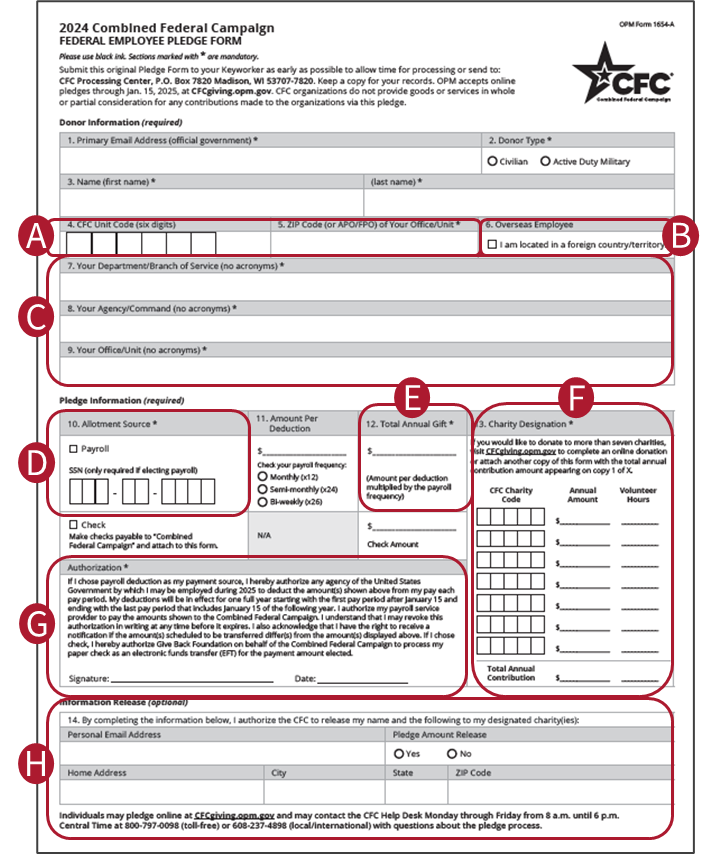 2024 Combined Federal Campaign
OPM Form 1654-A
FEDERAL EMPLOYEE PLEDGE FORM
Please use black ink. Sections marked with * are mandatory.
Submit this original Pledge Form to your Keyworker as early as possible to allow time for processing or send to:
CFC Processing Center, P.O. Box 7820 Madison, WI 53707-7820. Keep a copy for your records. OPM accepts online
pledges through Jan. 15, 2025, at CFCgiving.opm.gov. CFC organizations do not provide goods or services in whole
or partial consideration for any contributions made to the organizations via this pledge.
CFC
Combined Federal Campaign
Donor Information (required)
1. Primary Email Address (official government) *
2. Donor Type *
Civilian
Active Duty Military
3. Name (first name) *
(last name) *
A
4. CFC Unit Code (six digits)
5. ZIP Code (or APO/FPO) of Your Office/Unit *
6. Overseas Employee
I am located in a foreign country/territory
B
7. Your Department/Branch of Service (no acronyms) *
C
8. Your Agency/Command (no acronyms) *
9. Your Office/Unit (no acronyms) *
Pledge Information (required)
E
F
D
10. Allotment Source *
Payroll
SSN (only required if electing payroll)
- -
Check
Make checks payable to "Combined
Federal Campaign" and attach to this form.
11. Amount Per
Deduction
$
Check your payroll frequency:
Monthly (x12)
Semi-monthly (x24)
Bi-weekly (x26)
N/A
12. Total Annual Gift *
$
(Amount per deduction
multiplied by the payroll
frequency)
$
Check Amount
13. Charity Designation *
If you would like to donate to more than seven charities,
visit CFCgiving.opm.gov to complete an online donation
or attach another copy of this form with the total annual
contribution amount appearing on copy 1 of X.
CFC Charity
Code
Annual
Amount
Volunteer
Hours
$
$
$
$
$
$
$
Total Annual
Contribution
$
G
Authorization *
If I chose payroll deduction as my payment source, I hereby authorize any agency of the United States
Government by which I may be employed during 2025 to deduct the amount(s) shown above from my pay each
pay period. My deductions will be in effect for one full year starting with the first pay period after January 15 and
ending with the last pay period that includes January 15 of the following year. I authorize my payroll service
provider to pay the amounts shown to the Combined Federal Campaign. I understand that I may revoke this
authorization in writing at any time before it expires. I also acknowledge that I have the right to receive a
notification if the amount(s) scheduled to be transferred differ(s) from the amount(s) displayed above. If I chose
check, I hereby authorize Give Back Foundation on behalf of the Combined Federal Campaign to process my
paper check as an electronic funds transfer (EFT) for the payment amount elected.
Signature:
Date:
Information Release (optional)
H
14. By completing the information below, I authorize the CFC to release my name and the following to my designated charity(ies):
Personal Email Address
Pledge Amount Release
Yes
No
Home Address
City
State
ZIP Code
Individuals may pledge online at CFCgiving.opm.gov and may contact the CFC Help Desk Monday through Friday from 8 a.m. until 6 p.m.
Central Time at 800-797-0098 (toll-free) or 608-237-4898 (local/international) with questions about the pledge process.